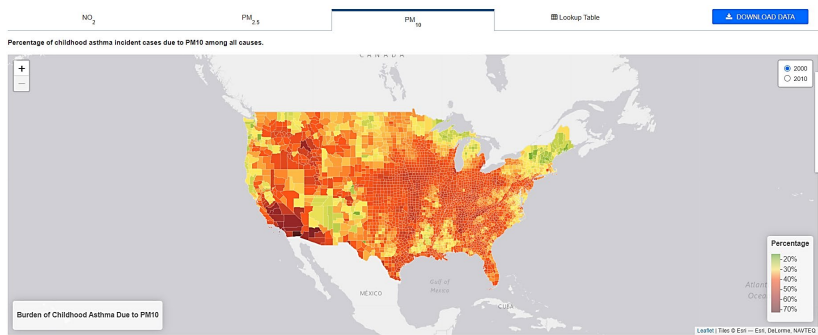 NO2
PM2.5
PM10
Lookup Table
DOWNLOAD DATA
Percentage of childhood asthma incident cases due to PM10 among all causes.
CANADA
+
−
2000
2010
Percentage
20%
30%
40%
50%
60%
70%
Gulf of
Mexico
MÉXICO
CUBA
Atlant
Ocea
Burden of Childhood Asthma Due to PM10
Leaflet | Tiles © Esri — Esri, DeLorme, NAVTEQ